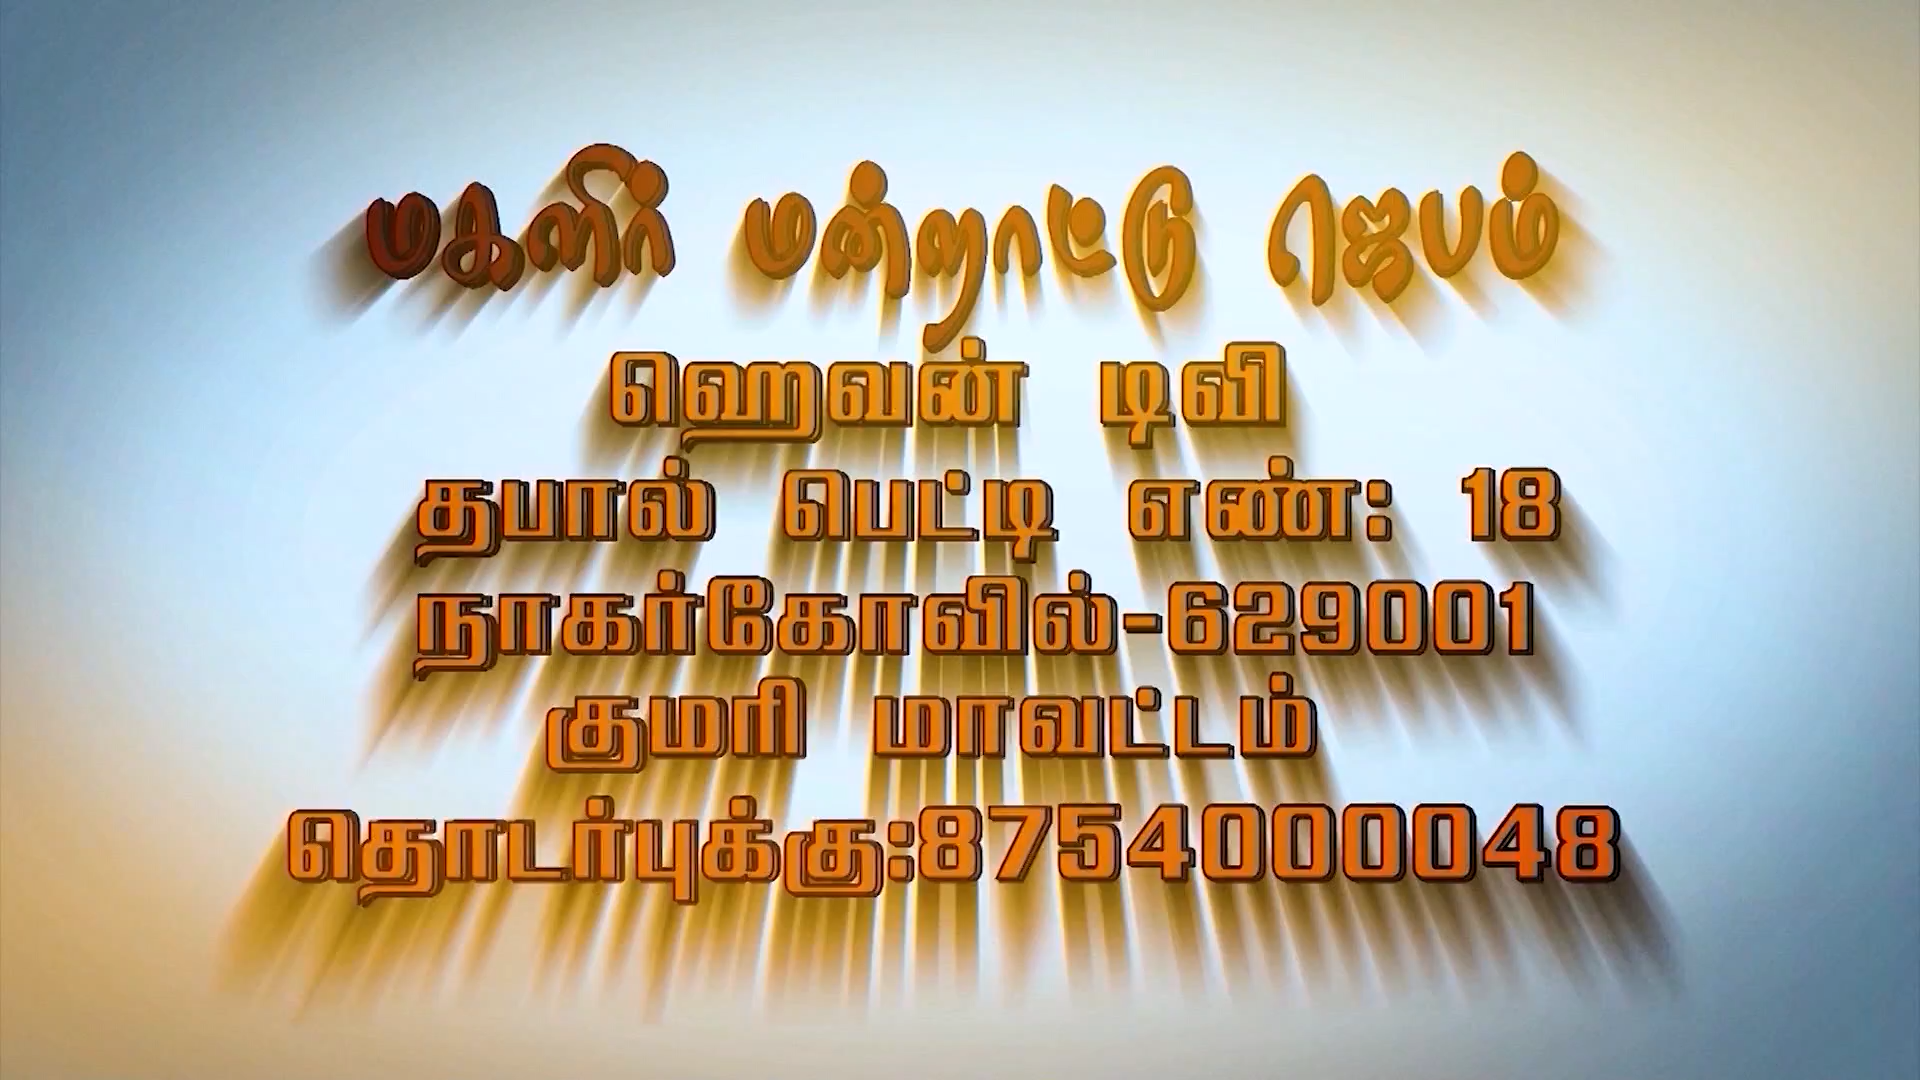 மகளிர் மன்றாட்டு ஜெபம்
ஹெவன் டிவி
தபால் பெட்டி எண்: 18
நாகர்கோவில்-629001
குமரி மாவட்டம்
தொடர்புக்கு:8754000048